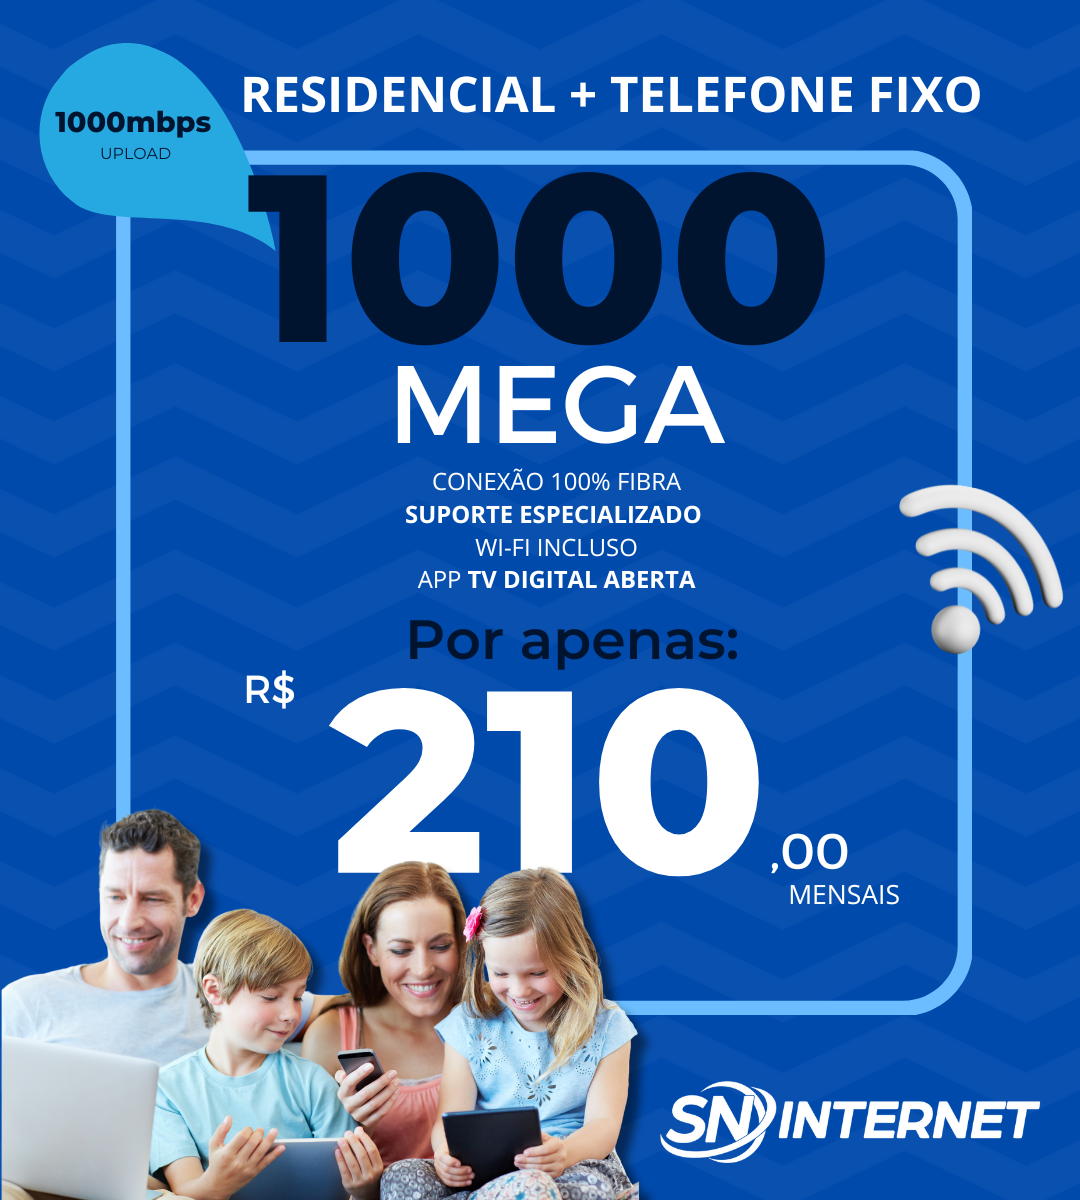 RESIDENCIAL + TELEFONE FIXO
1000mbps
UPLOAD
1000
MEGA
CONEXÃO 100% FIBRA
SUPORTE ESPECIALIZADO
WI-FI INCLUSO
APP TV DIGITAL ABERTA
Por apenas:
R$ 210,00
MENSAIS
SN INTERNET